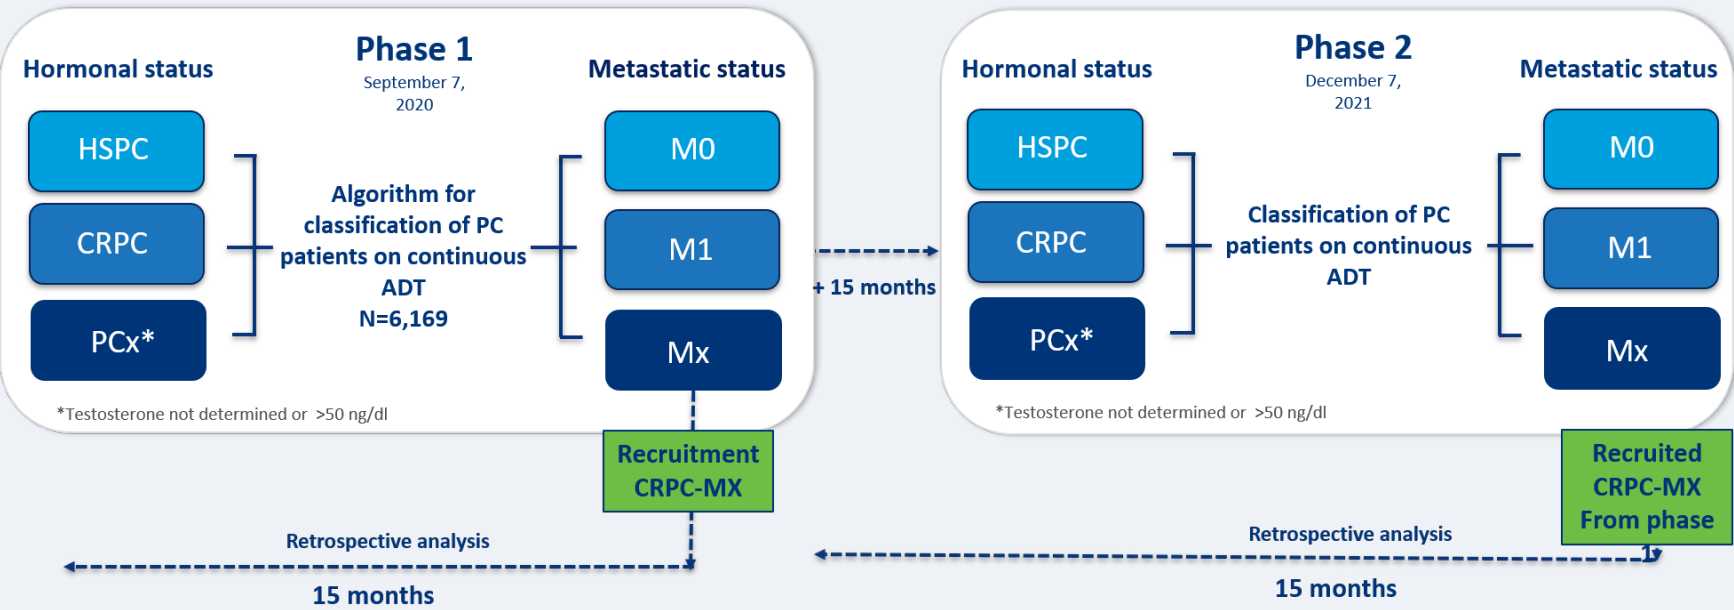 Phase 1
September 7,
2020
Hormonal status
Metastatic status
HSPC
CRPC
PCx*
Algorithm for
classification of PC
patients on continuous
ADT
N=6,169
M0
M1
Mx
*Testosterone not determined or >50 ng/dl
Recruitment
CRPC-MX
Retrospective analysis
15 months
+ 15 months
Phase 2
December 7,
2021
Hormonal status
Metastatic status
HSPC
CRPC
PCx*
Classification of PC
patients on continuous
ADT
M0
M1
Mx
*Testosterone not determined or >50 ng/dl
Recruited
CRPC-MX
From phase
1
Retrospective analysis
15 months